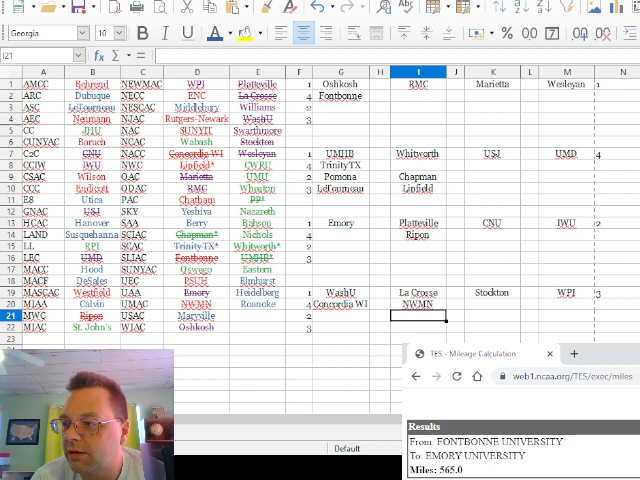 Georgia 10 B I U A
I21 fx Σ =
A B C D E F G H I J K L M N
1 AMCC Behrend NEWMAC WPI Platteville 1 Oshkosh RMC Marietta Wesleyan 1
2 ARC Dubuque NECC ENC La Crosse 4 Fontbonne
3 ASC LeTourneau NESCAC Middlebury Williams 2
4 AEC Neumann NJAC Rutgers-Newark WashU 3
5 CC JHU NAC SUNYIT Swarthmore
6 CUNYAC Baruch NCAC Wabash Stockton
7 C2C CNU NACC Concordia WI Wesleyan 1 UMHB Whitworth USJ UMD 4
8 CCIW IWU NWC Linfield* CWRU 4 Trinity TX
9 CSAC Wilson OAC Marietta UMU 2 Pomona Chapman
10 CCC Endicott ODAC RMC Wheaton 3 LeTourneau Linfield
11 E8 Utica PAC Chatham PP*
12 GNAC USJ SKY Yeshiva Nazareth
13 HCAC Hanover SAA Berry Babson 1 Emory Platteville CNU IWU 2
14 LAND Susquehanna SCIAC Chapman* Nichols 4 Ripon
15 LL RPI SCAC Trinity TX* Whitworth* 2
16 LEC UMD SLIAC Fontbonne UMHB* 3
17 MACC Hood SUNYAC Oswego Eastern
18 MACF DeSales UEC PSUH Elmhurst
19 MASCAC Westfield UAA Emory Heidelberg 1 WashU La Crosse Stockton WPI 3
20 MIAA Calvin UMAC NWMN Roanoke 4 Concordia WI NWMN
21 MWC Ripon USAC Maryville 2
22 MIAC St. John's WIAC Oshkosh 3
23
Default
TES - Mileage Calculation
web1.ncaa.org/TES/exec/miles
Results
From: FONTBONNE UNIVERSITY
To: EMORY UNIVERSITY
Miles: 565.0